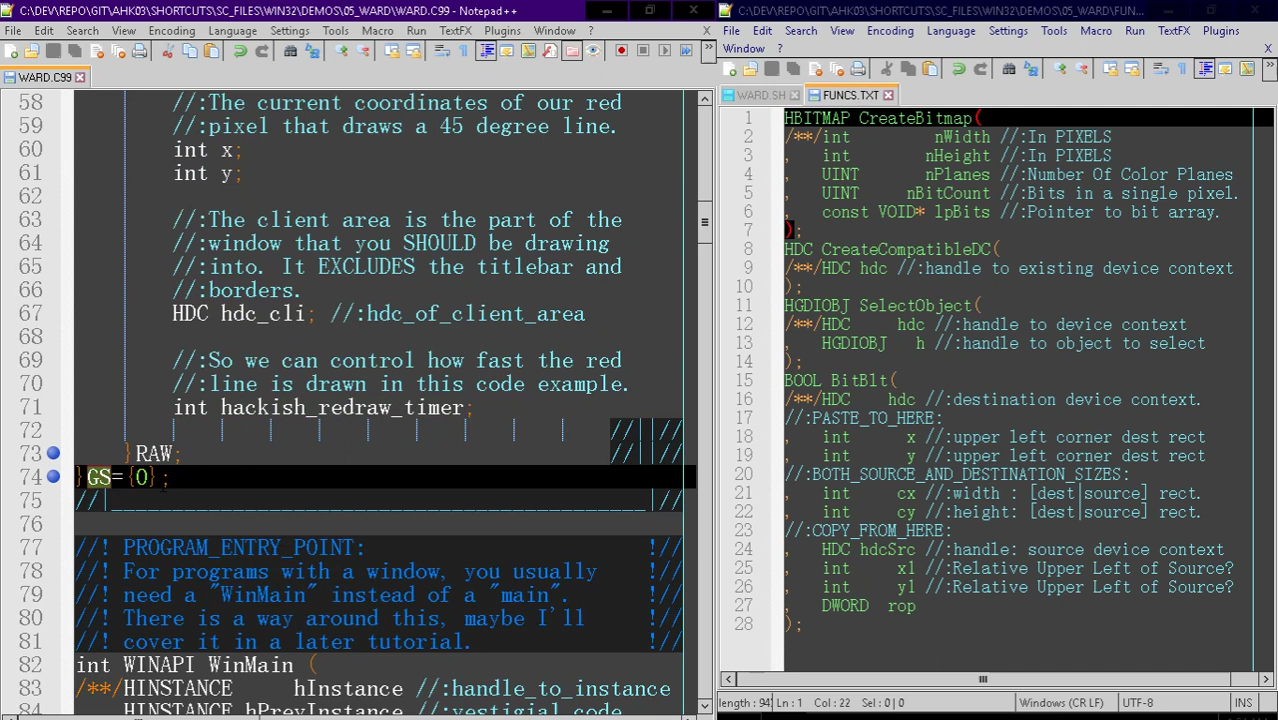 C:\DEV\REPO\GIT\AHK03\SHORTCUTS\SC_FILES\WIN32\DEMOS\05_WARD\WARD.C99 - Notepad++
File Edit Search View Encoding Language Settings Tools Macro Run TextFX Plugins Window ? X
WARD.C99
58 //:The current coordinates of our red
59 //:pixel that draws a 45 degree line.
60 int x;
61 int y;
62
63 //:The client area is the part of the
64 //:window that you SHOULD be drawing
65 //:into. It EXCLUDES the titlebar and
66 //:borders.
67 HDC hdc_cli; //:hdc_of_client_area
68
69 //:So we can control how fast the red
70 //:line is drawn in this code example.
71 int hackish_redraw_timer;
72 //||//
73 }RAW; //||//
74 }GS={0};
75 //|____________________________________________|//
76
77 //! PROGRAM_ENTRY_POINT: !//
78 //! For programs with a window, you usually !//
79 //! need a "WinMain" instead of a "main". !//
80 //! There is a way around this, maybe I'll !//
81 //! cover it in a later tutorial. !//
82 int WINAPI WinMain (
83 /**/HINSTANCE hInstance //:handle_to_instance
84 , HINSTANCE hPrevInstance //:vestigial_code
C:\DEV\REPO\GIT\AHK03\SHORTCUTS\SC_FILES\WIN32\DEMOS\05_WARD\FUN...
File Edit Search View Encoding Language Settings Tools Macro Run TextFX Plugins
Window ? X
WARD.SH FUNCS.TXT
1 HBITMAP CreateBitmap(
2 /**/int nWidth //:In PIXELS
3 , int nHeight //:In PIXELS
4 , UINT nPlanes //:Number Of Color Planes
5 , UINT nBitCount //:Bits in a single pixel.
6 , const VOID* lpBits //:Pointer to bit array.
7 );
8 HDC CreateCompatibleDC(
9 /**/HDC hdc //:handle to existing device context
10 );
11 HGDIOBJ SelectObject(
12 /**/HDC hdc //:handle to device context
13 , HGDIOBJ h //:handle to object to select
14 );
15 BOOL BitBlt(
16 /**/HDC hdc //:destination device context.
17 //:PASTE_TO_HERE:
18 , int x //:upper left corner dest rect
19 , int y //:upper left corner dest rect
20 //:BOTH_SOURCE_AND_DESTINATION_SIZES:
21 , int cx //:width : [dest|source] rect.
22 , int cy //:height: [dest|source] rect.
23 //:COPY_FROM_HERE:
24 , HDC hdcSrc //:handle: source device context
25 , int x1 //:Relative Upper Left of Source?
26 , int y1 //:Relative Upper Left of Source?
27 , DWORD rop
28 );
length: 94 Ln: 1 Col: 22 Sel: 0 | 0 Windows (CR LF) UTF-8 INS